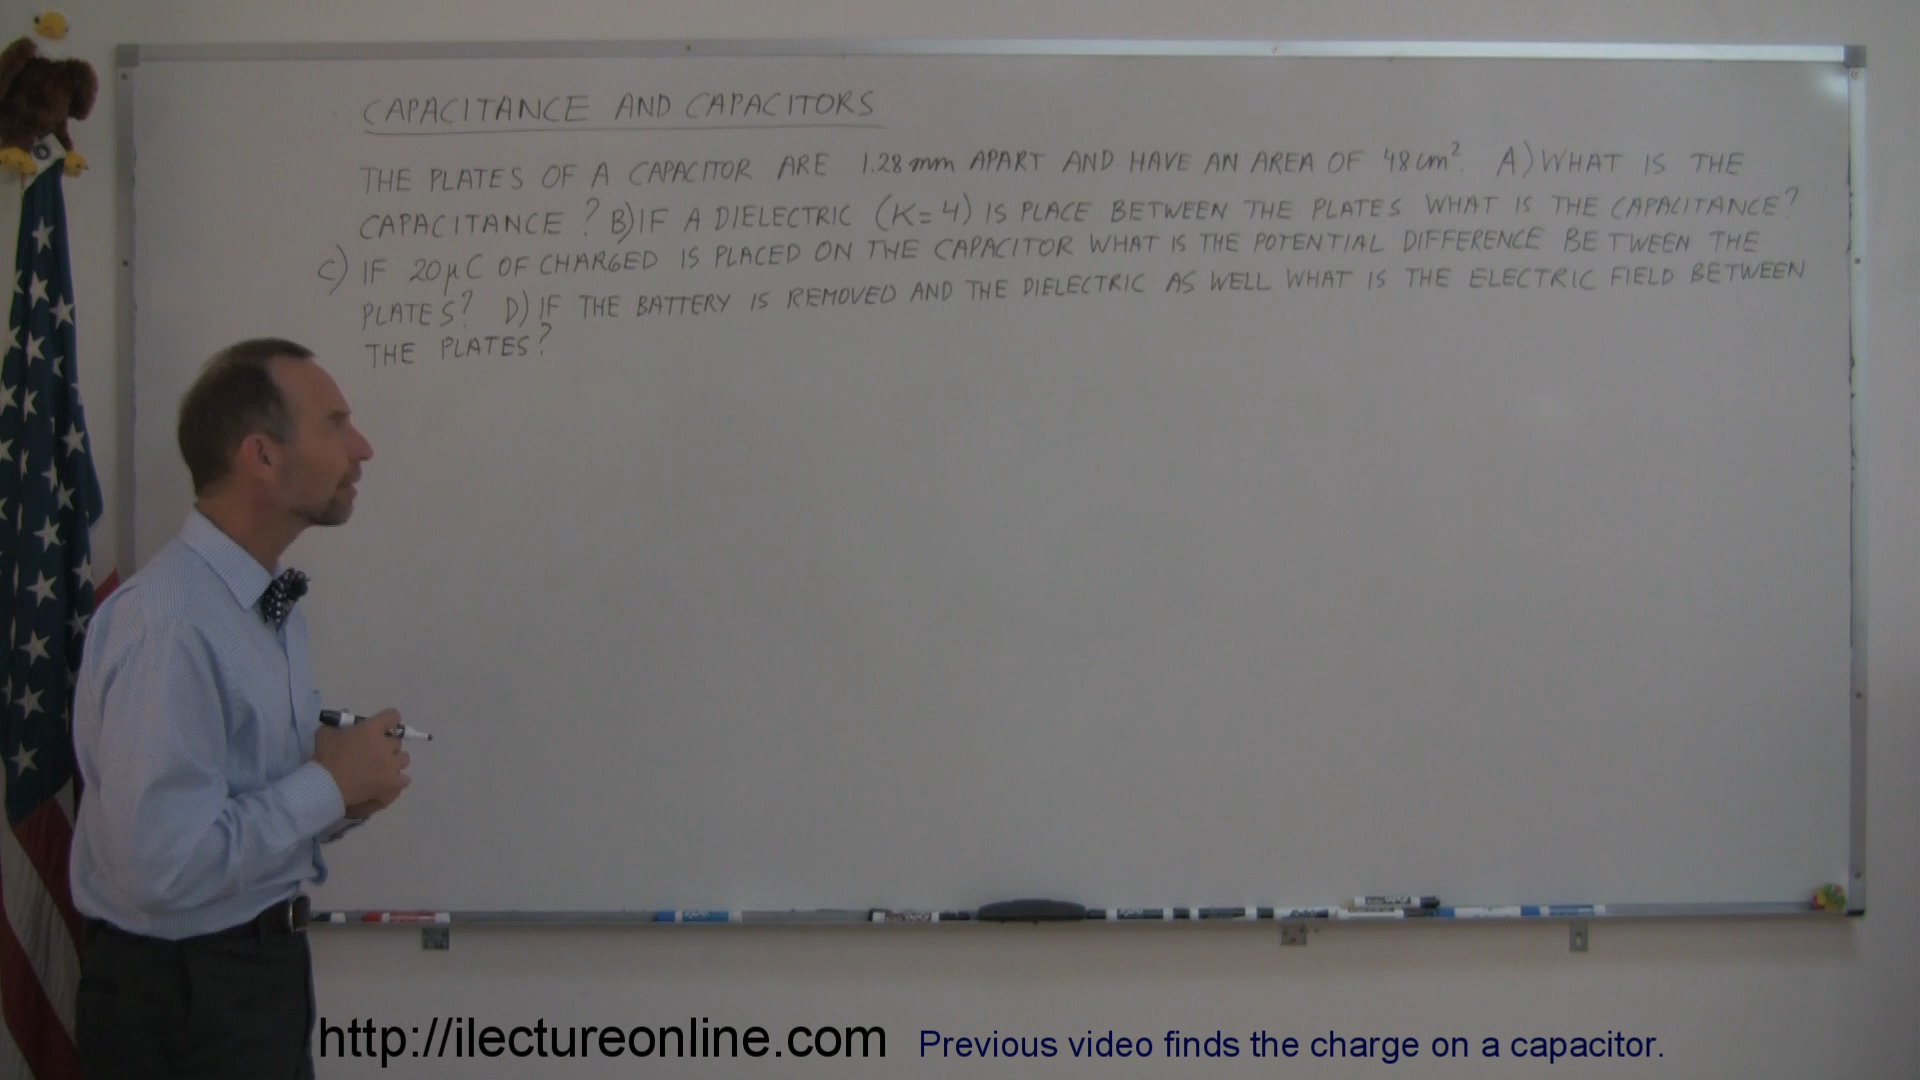 CAPACITANCE AND CAPACITORS
THE PLATES OF A CAPACITOR ARE 1.28 mm APART AND HAVE AN AREA OF 48 cm². A) WHAT IS THE
CAPACITANCE? B) IF A DIELECTRIC (K=4) IS PLACE BETWEEN THE PLATES WHAT IS THE CAPACITANCE?
C) IF 20 μC OF CHARGED IS PLACED ON THE CAPACITOR WHAT IS THE POTENTIAL DIFFERENCE BETWEEN THE
PLATES? D) IF THE BATTERY IS REMOVED AND THE DIELECTRIC AS WELL WHAT IS THE ELECTRIC FIELD BETWEEN
THE PLATES?
http://ilectureonline.com Previous video finds the charge on a capacitor.